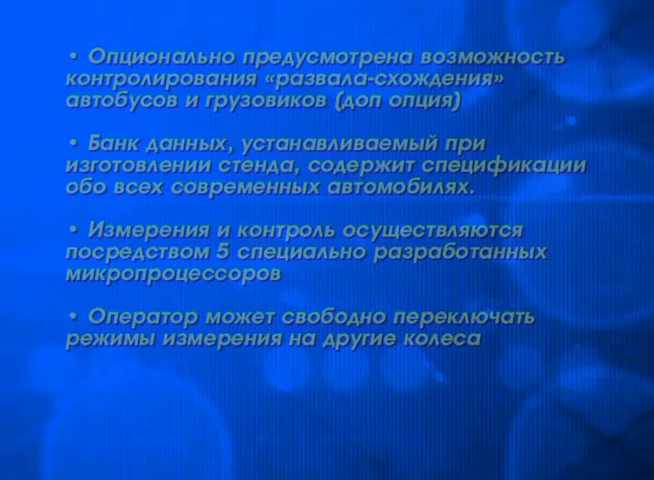 • Опционально предусмотрена возможность
контролирования «развала-схождения»
автобусов и грузовиков (доп опция)
• Банк данных, устанавливаемый при
изготовлении стенда, содержит спецификации
обо всех современных автомобилях.
• Измерения и контроль осуществляются
посредством 5 специально разработанных
микропроцессоров
• Оператор может свободно переключать
режимы измерения на другие колеса